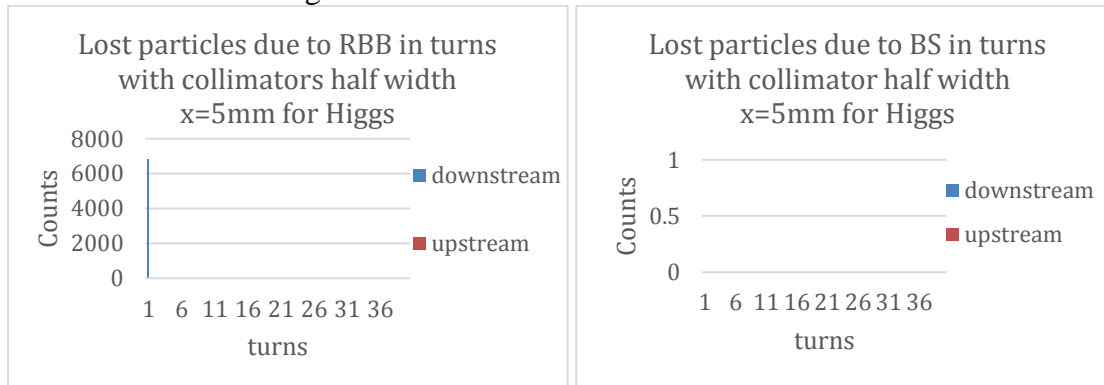 Lost particles due to RBB in turns
with collimators half width
x=5mm for Higgs
8000
6000
4000
2000
0
Counts
1 6 11 16 21 26 31 36
turns
downstream
upstream
Lost particles due to BS in turns
with collimator half width
x=5mm for Higgs
1
0.5
0
Counts
1 6 11 16 21 26 31 36
turns
downstream
upstream